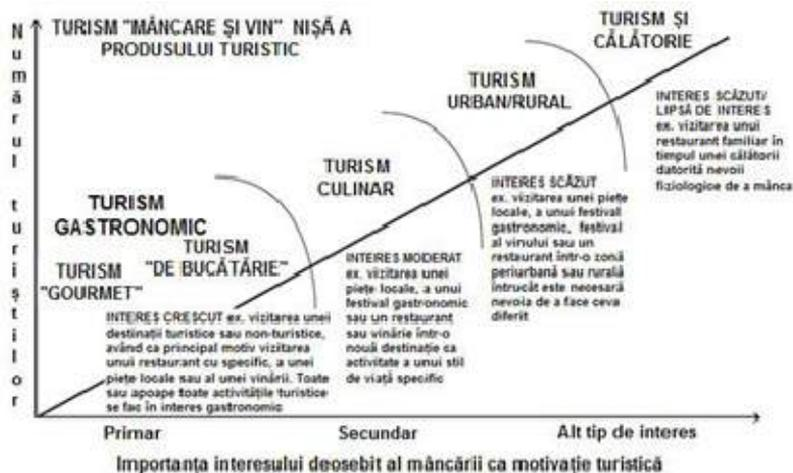 Numărul turiștilor
TURISM "MÂNCARE ȘI VIN" NIȘĂ A
PRODUSULUI TURISTIC
TURISM ȘI
CĂLĂTORIE
TURISM
URBAN/RURAL
TURISM
CULINAR
TURISM
GASTRONOMIC
TURISM
"DE BUCĂTĂRIE"
TURISM
"GOURMET"
INTERES CRESCUT ex. vizitarea unei
destinații turistice sau non-turistice,
având ca principal motiv vizitarea
unui restaurant cu specific, a unei
piețe locale sau al unei vinării. Toate
sau apoape toate activitățile turistice
se fac în interes gastronomic
INTERES MODERAT
ex. vizitarea unei
piețe locale, a unui
festival gastronomic
sau un restaurant
sau vinărie într-o
nouă destinație ca
activitate a unui stil
de viață specific
INTERES SCĂZUT
ex. vizitarea unei piețe
locale, a unui festival
gastronomic, festival
al vinului sau un
restaurant într-o zonă
periurbană sau rurală
întrucât este necesară
nevoia de a face ceva
diferit
INTERES SCĂZUT/
LIPSĂ DE INTERES
ex. vizitarea unui
restaurant familiar în
timpul unei călătorii
datorită nevoii
fiziologice de a mânca
Primar
Secundar
Alt tip de interes
Importanța interesului deosebit al mâncării ca motivație turistică